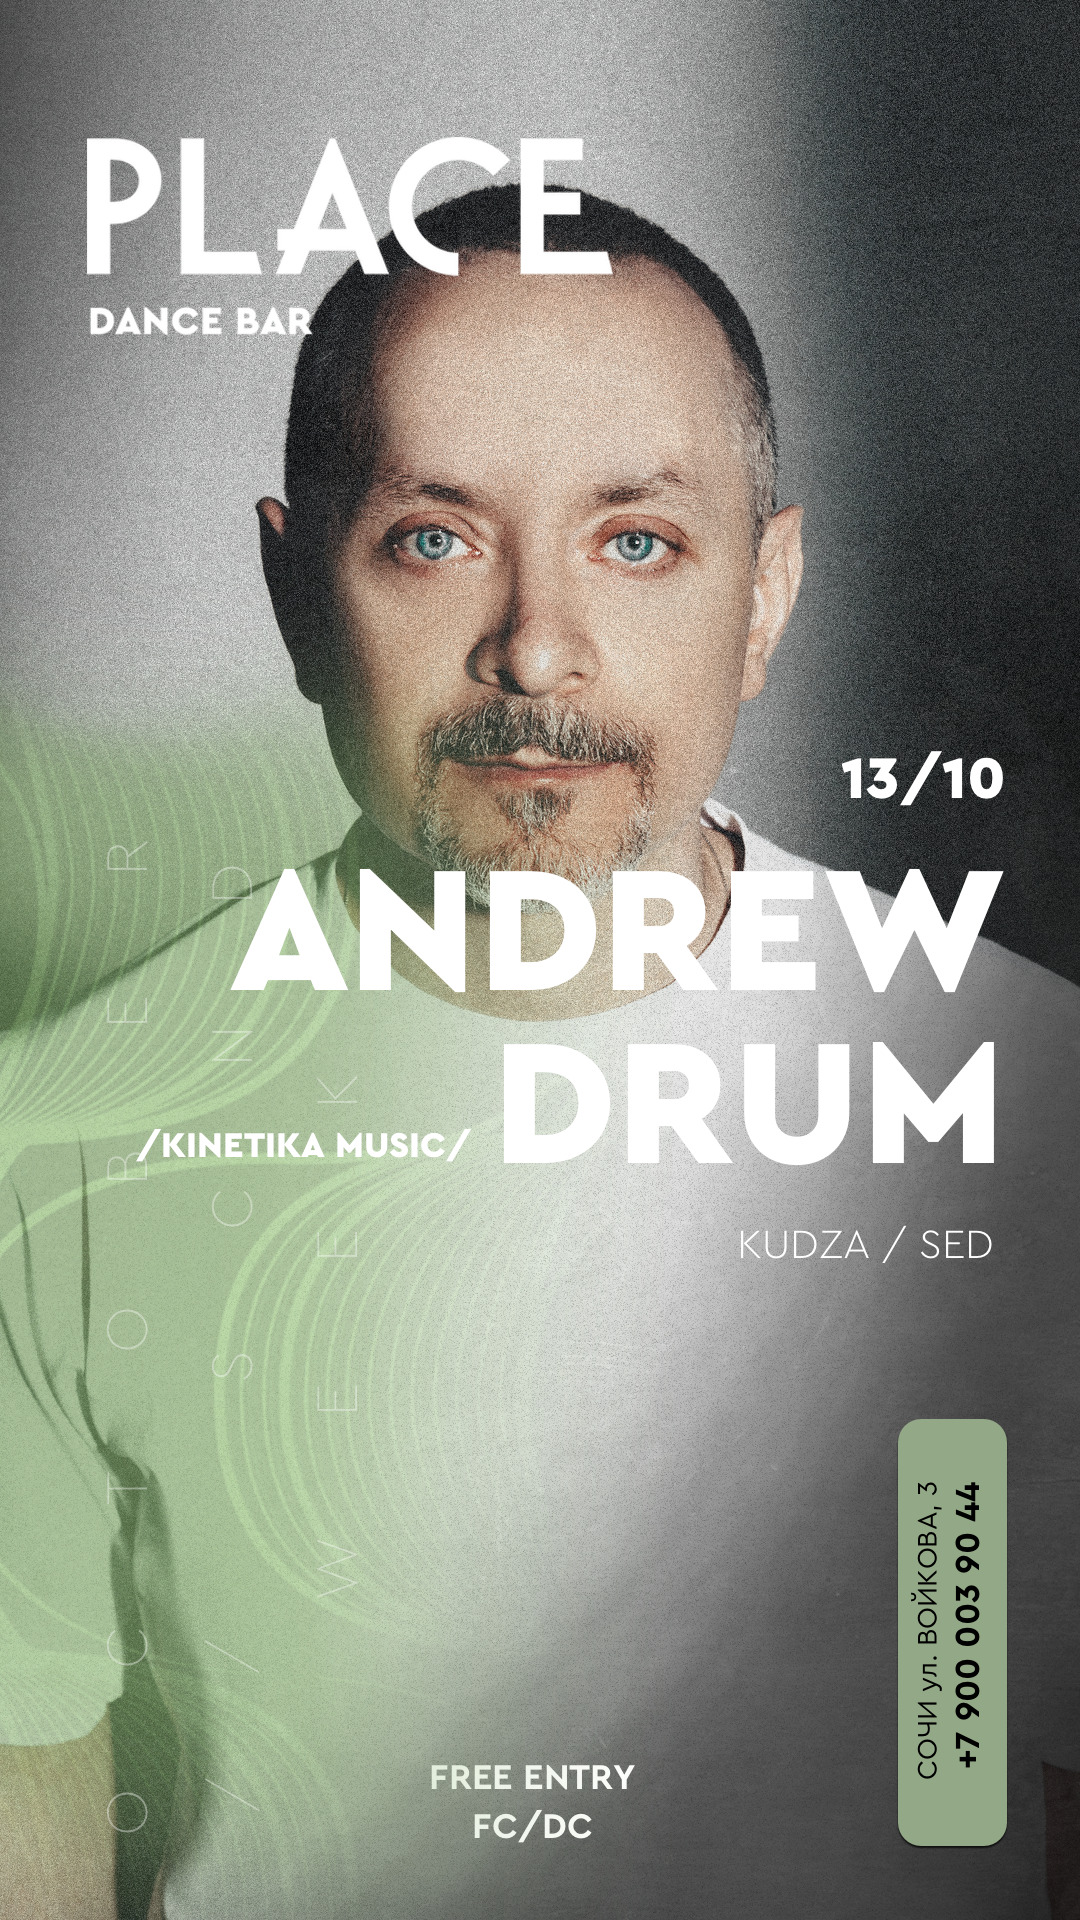 PLACE
DANCE BAR
13/10
ANDREW
/KINETIKA MUSIC/ DRUM
KUDZA / SED
OCTOBER
// SCND
WEEK
СОЧИ ул. ВОЙКОВА, 3
+7 900 003 90 44
FREE ENTRY
FC/DC